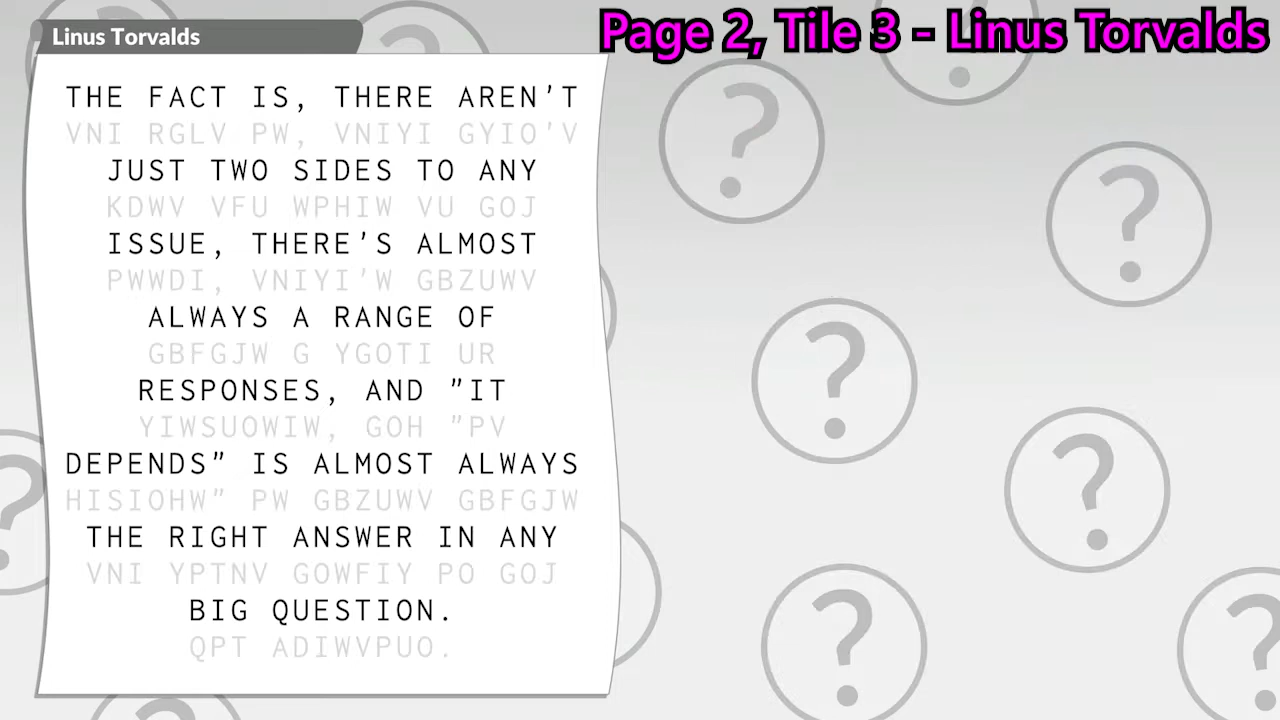 Linus Torvalds
Page 2, Tile 3 - Linus Torvalds
THE FACT IS, THERE AREN'T
VNI RGLV PW, VNIYI GYIO'V
JUST TWO SIDES TO ANY
KDWV VFU WPHIW VU GOJ
ISSUE, THERE'S ALMOST
PWWDI, VNIYI'W GBZUWV
ALWAYS A RANGE OF
GBFGJW G YGOTI UR
RESPONSES, AND "IT
YIWSUOWIW, GOH "PV
DEPENDS" IS ALMOST ALWAYS
HISIOHW" PW GBZUWV GBFGJW
THE RIGHT ANSWER IN ANY
VNI YPTNV GOWFIY PO GOJ
BIG QUESTION.
QPT ADIWVPUO.